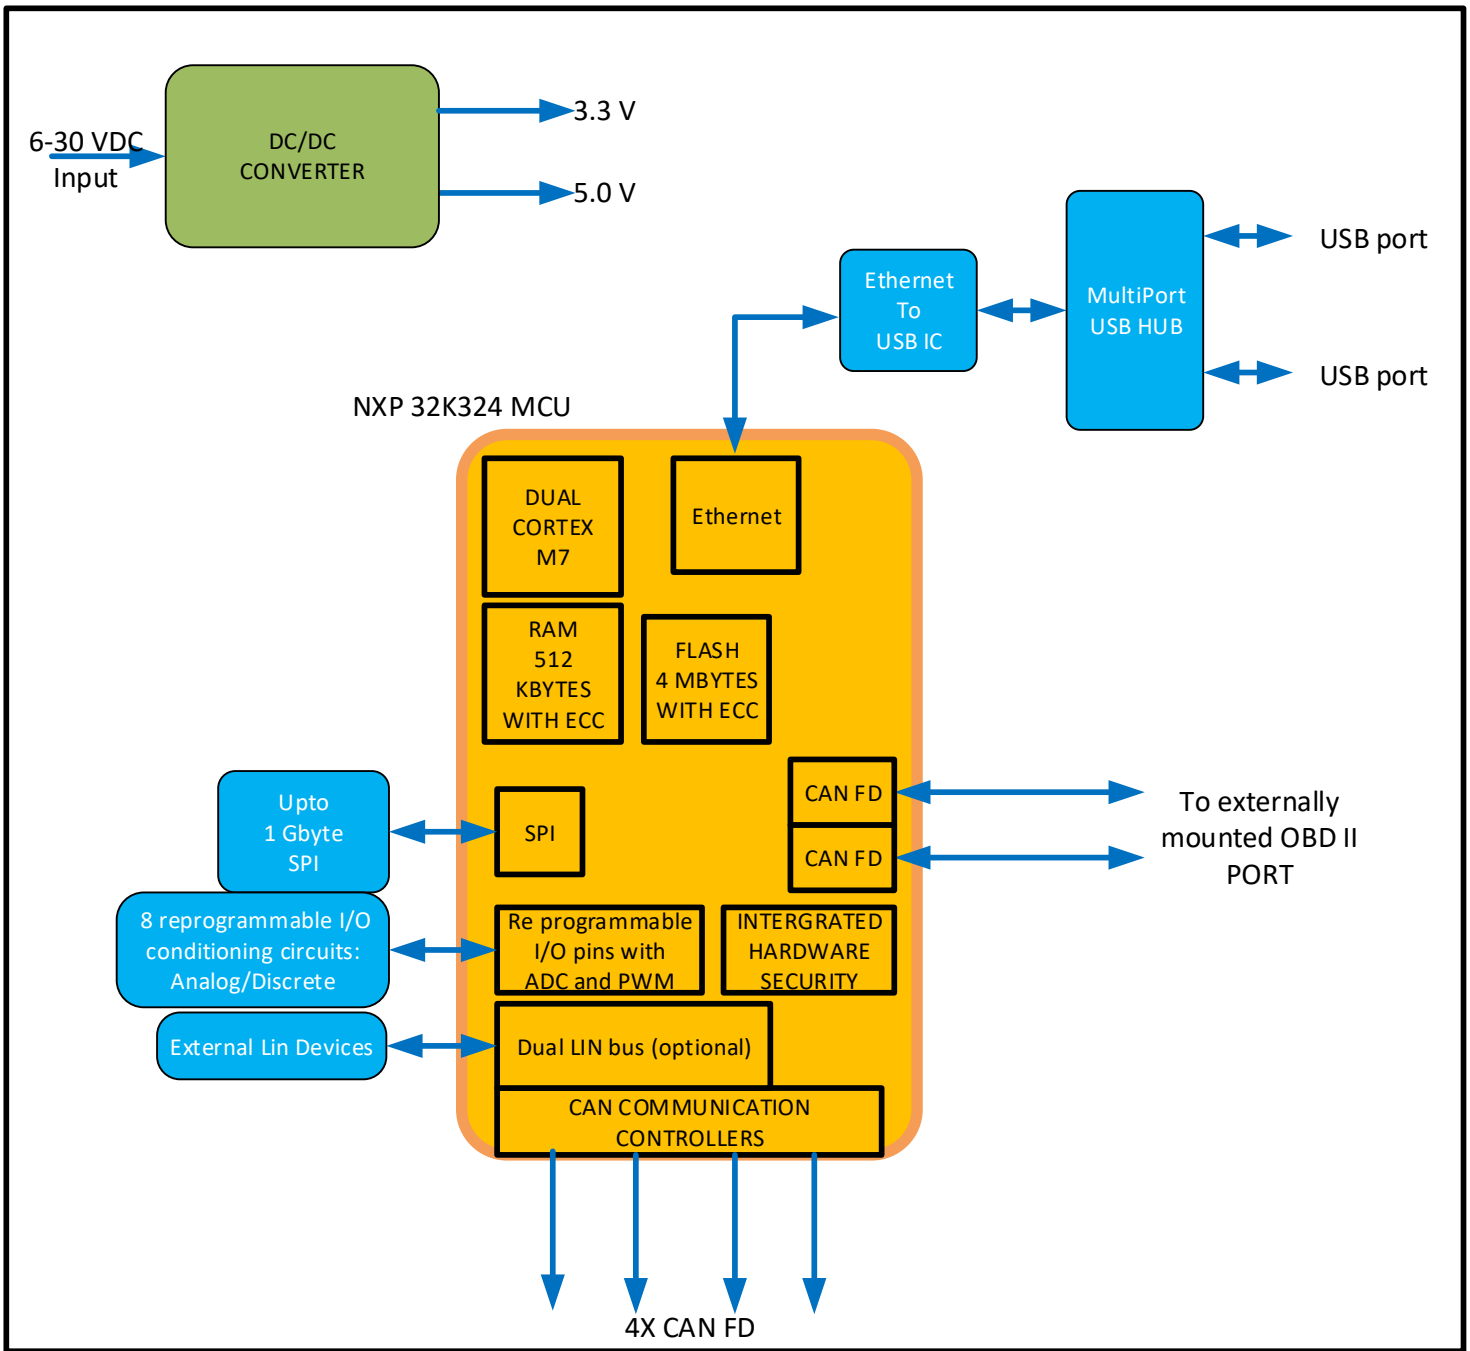 6-30 VDC
Input
DC/DC
CONVERTER
3.3 V
5.0 V
Ethernet
To
USB IC
MultiPort
USB HUB
USB port
USB port
NXP 32K324 MCU
DUAL
CORTEX
M7
Ethernet
RAM
512
KBYTES
WITH ECC
FLASH
4 MBYTES
WITH ECC
Upto
1 Gbyte
SPI
SPI
CAN FD
CAN FD
To externally
mounted OBD II
PORT
8 reprogrammable I/O
conditioning circuits:
Analog/Discrete
Re programmable
I/O pins with
ADC and PWM
INTERGRATED
HARDWARE
SECURITY
External Lin Devices
Dual LIN bus (optional)
CAN COMMUNICATION
CONTROLLERS
4X CAN FD